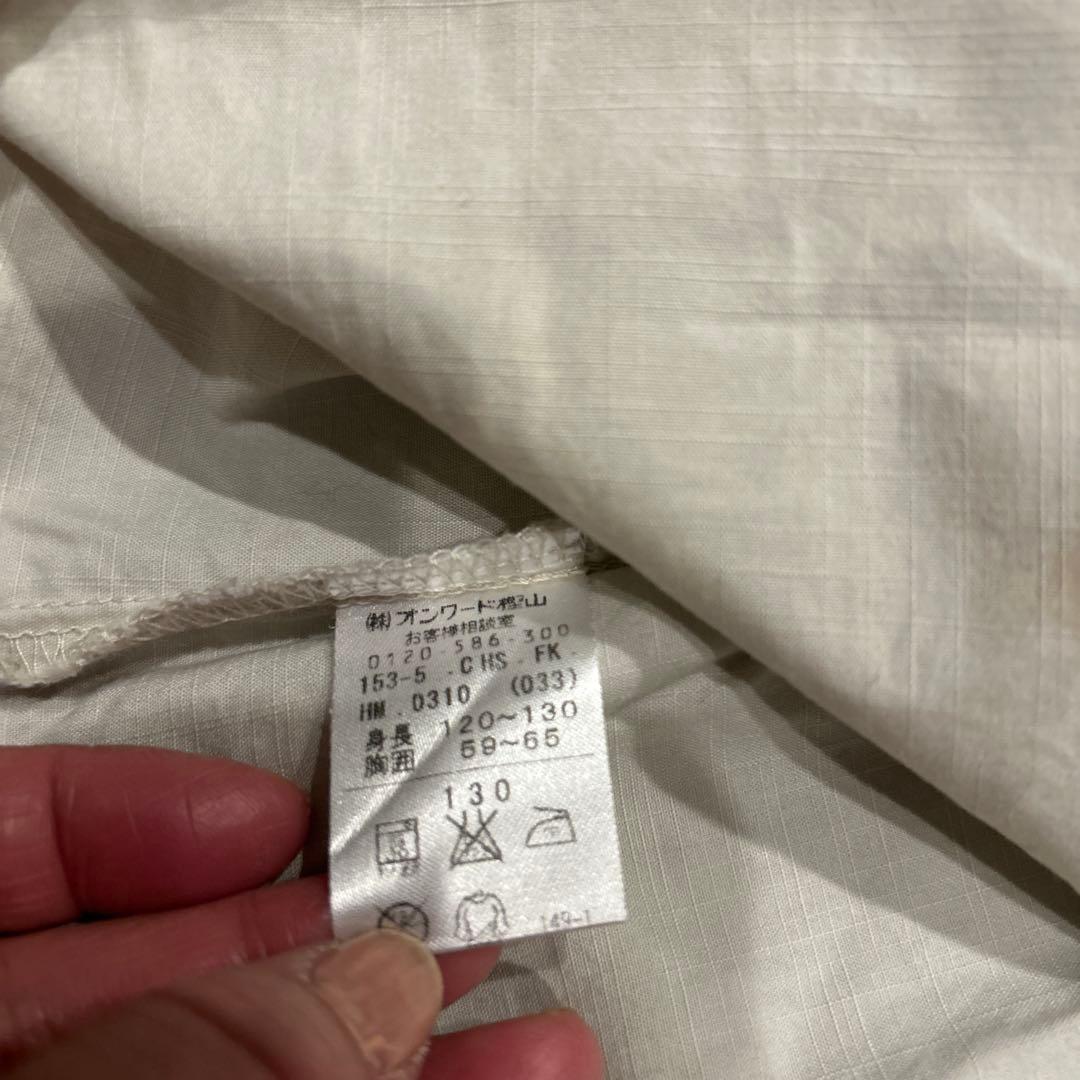 ㈱オンワード樫山
お客様相談室
0120-586-300
153-5 .CHS.FK.
HM.0310 (033)
身長 120〜130
胸囲 59〜65
130
149-1